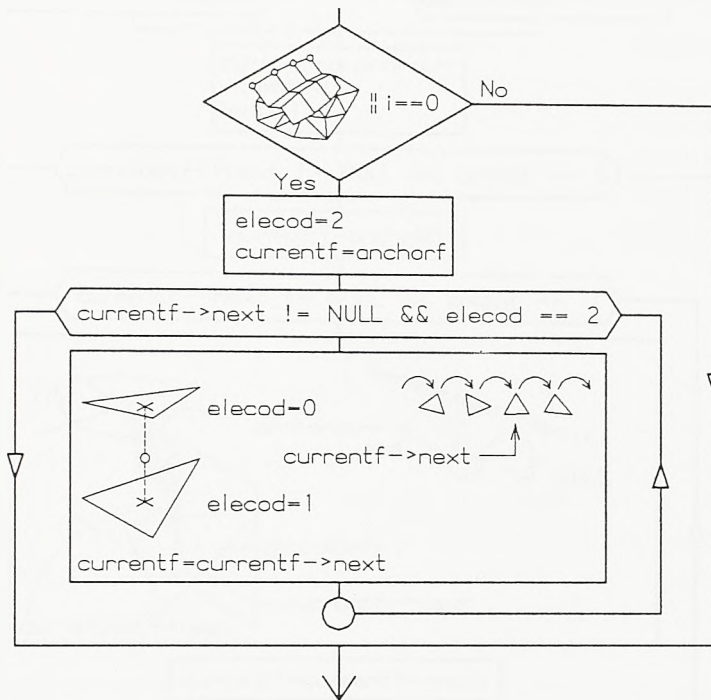 || i==0
No
Yes
elecod=2
currentf=anchorf
currentf->next != NULL && elecod == 2
elecod=0
currentf->next
elecod=1
currentf=currentf->next